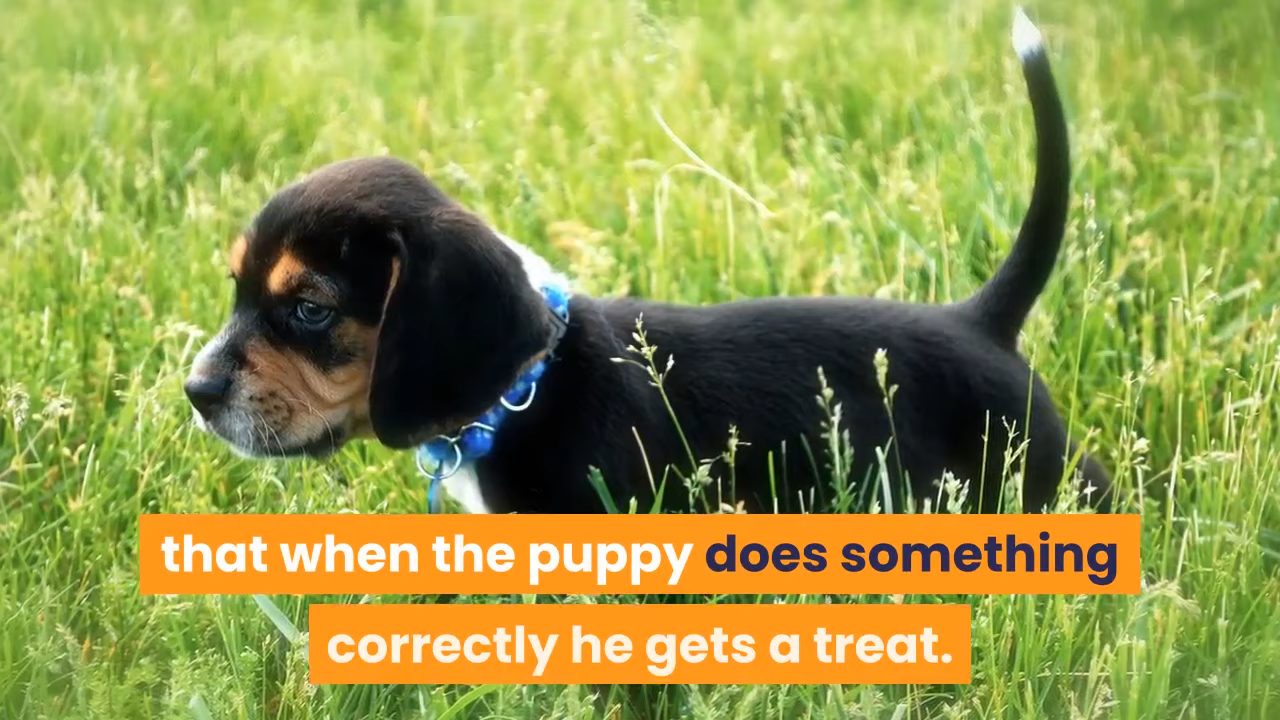 that when the puppy does something
correctly he gets a treat.